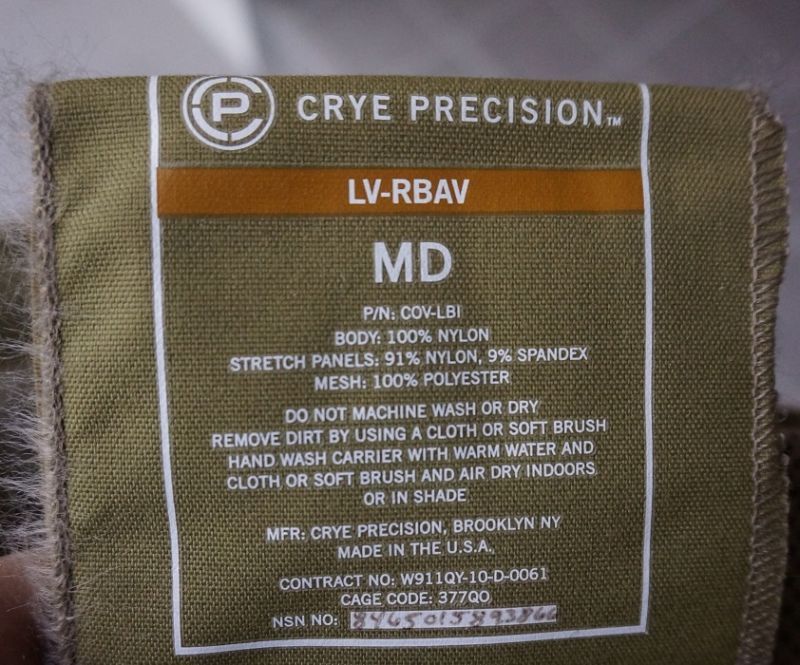 CP CRYE PRECISION™
LV-RBAV
MD
P/N: COV-LBI
BODY: 100% NYLON
STRETCH PANELS: 91% NYLON, 9% SPANDEX
MESH: 100% POLYESTER
DO NOT MACHINE WASH OR DRY
REMOVE DIRT BY USING A CLOTH OR SOFT BRUSH
HAND WASH CARRIER WITH WARM WATER AND
CLOTH OR SOFT BRUSH AND AIR DRY INDOORS
OR IN SHADE
MFR: CRYE PRECISION, BROOKLYN NY
MADE IN THE U.S.A.
CONTRACT NO: W911QY-10-D-0061
CAGE CODE: 377QO
NSN NO: